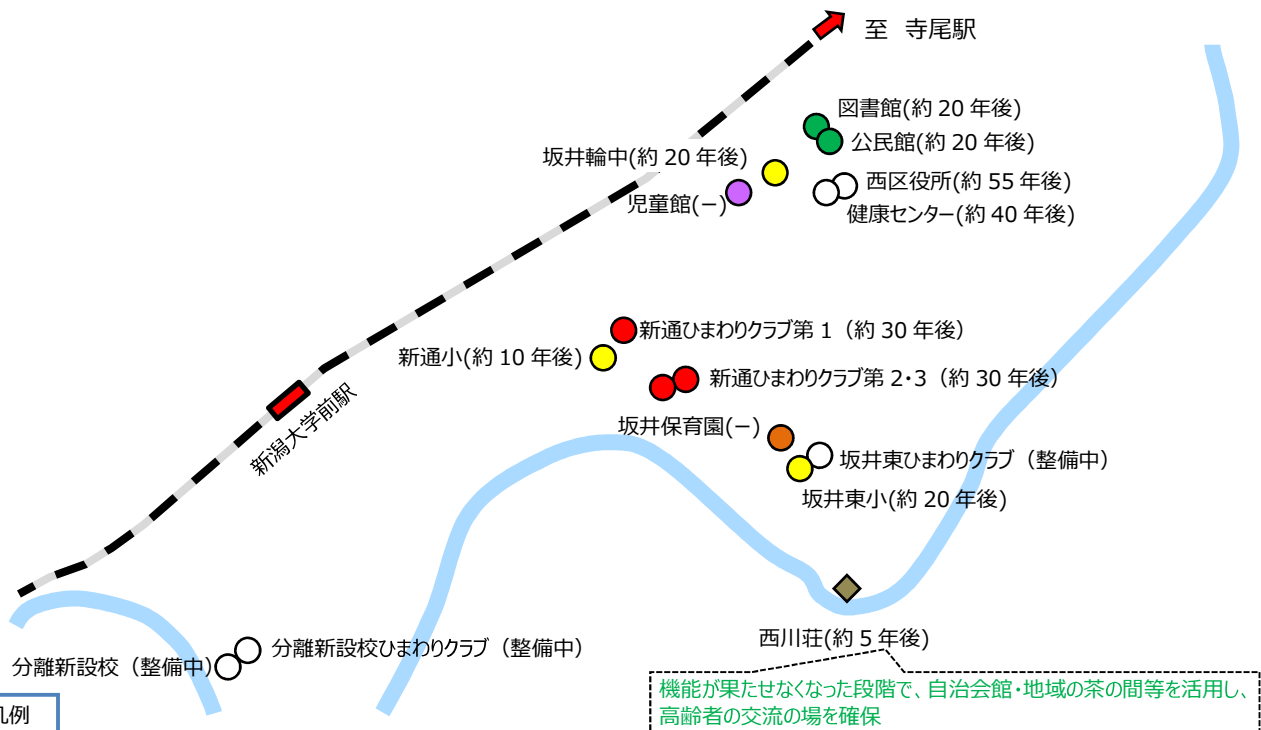 至 寺尾駅
図書館(約 20 年後)
公民館(約 20 年後)
坂井輪中(約 20 年後)
西区役所(約 55 年後)
児童館(−)
健康センター(約 40 年後)
新通ひまわりクラブ第 1（約 30 年後）
新通小(約 10 年後)
新通ひまわりクラブ第 2・3（約 30 年後）
新潟大学前駅
坂井保育園(−)
坂井東ひまわりクラブ（整備中）
坂井東小(約 20 年後)
西川荘(約 5 年後)
分離新設校ひまわりクラブ（整備中）
分離新設校（整備中）
機能が果たせなくなった段階で、自治会館・地域の茶の間等を活用し、
高齢者の交流の場を確保
凡例